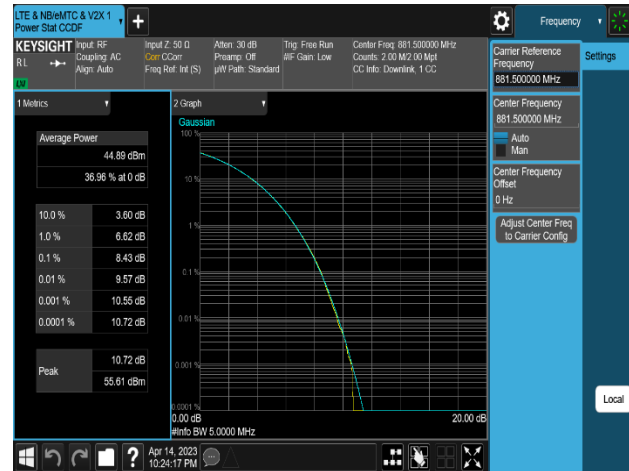 LTE & NB/eMTC & V2X 1
Power Stat CCDF
Frequency
KEYSIGHT
R L
LNI
Input: RF
Coupling: AC
Align: Auto
Input Z: 50 Ω
Corr CCorr
Freq Ref: Int (S)
Atten: 30 dB
Preamp: Off
µW Path: Standard
Trig: Free Run
#IF Gain: Low
Center Freq: 881.500000 MHz
Counts: 2.00 M/2.00 Mpt
CC Info: Downlink, 1 CC
1 Metrics
Average Power
44.89 dBm
36.96 % at 0 dB
10.0 % 3.60 dB
1.0 % 6.62 dB
0.1 % 8.43 dB
0.01 % 9.57 dB
0.001 % 10.55 dB
0.0001 % 10.72 dB
Peak
10.72 dB
55.61 dBm
2 Graph
Gaussian
100 %
10 %
1 %
0.1 %
0.01 %
0.001 %
0.0001 %
0.00 dB 20.00 dB
#Info BW 5.0000 MHz
Carrier Reference
Frequency
881.500000 MHz
Center Frequency
881.500000 MHz
Auto
Man
Center Frequency
Offset
0 Hz
Adjust Center Freq
to Carrier Config
Settings
Local
?
Apr 14, 2023
10:24:17 PM